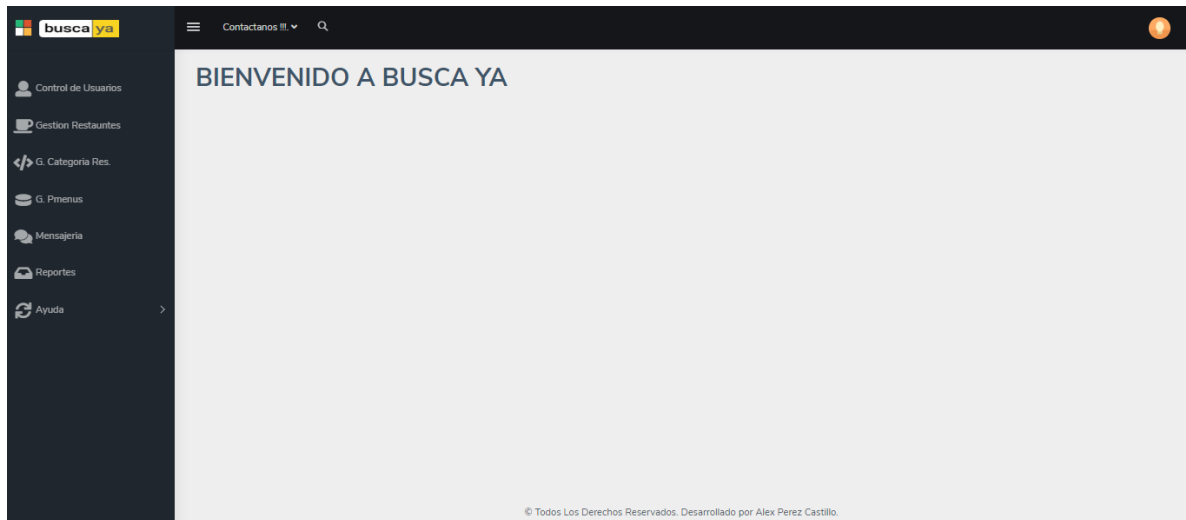 busca ya
Contactanos !!!.
BIENVENIDO A BUSCA YA
Control de Usuarios
Gestion Restauntes
G. Categoria Res.
G. Pmenus
Mensajeria
Reportes
Ayuda
© Todos Los Derechos Reservados. Desarrollado por Alex Perez Castillo.